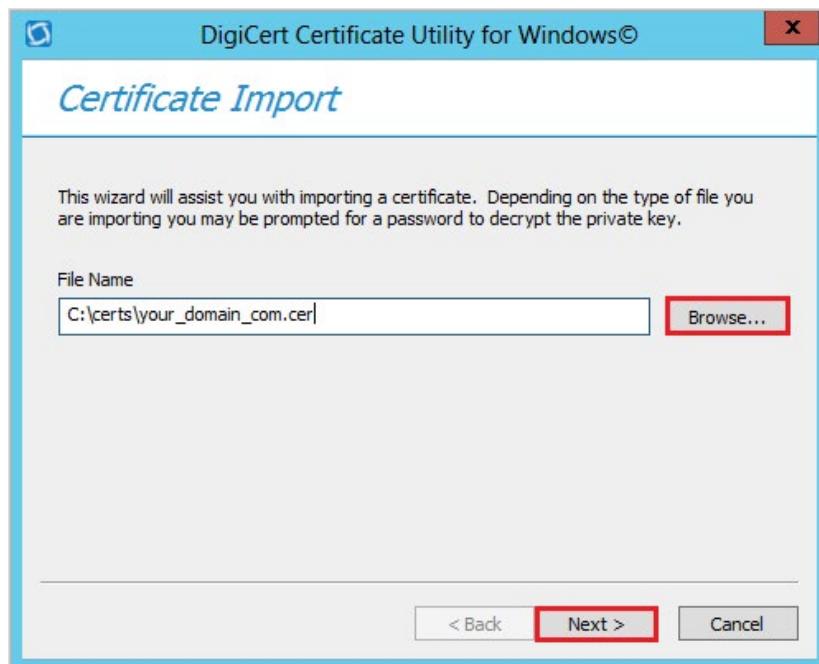 DigiCert Certificate Utility for Windows©
x
Certificate Import
This wizard will assist you with importing a certificate.  Depending on the type of file you
are importing you may be prompted for a password to decrypt the private key.
File Name
C:\certs\your_domain_com.cer
Browse...
< Back
Next >
Cancel